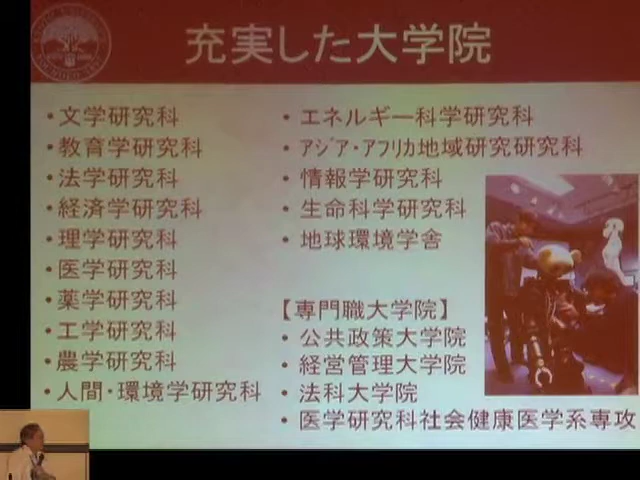 充実した大学院
・文学研究科
・教育学研究科
・法学研究科
・経済学研究科
・理学研究科
・医学研究科
・薬学研究科
・工学研究科
・農学研究科
・人間・環境学研究科
・エネルギー科学研究科
・アジア・アフリカ地域研究研究科
・情報学研究科
・生命科学研究科
・地球環境学舎
【専門職大学院】
・公共政策大学院
・経営管理大学院
・法科大学院
・医学研究科社会健康医学系専攻